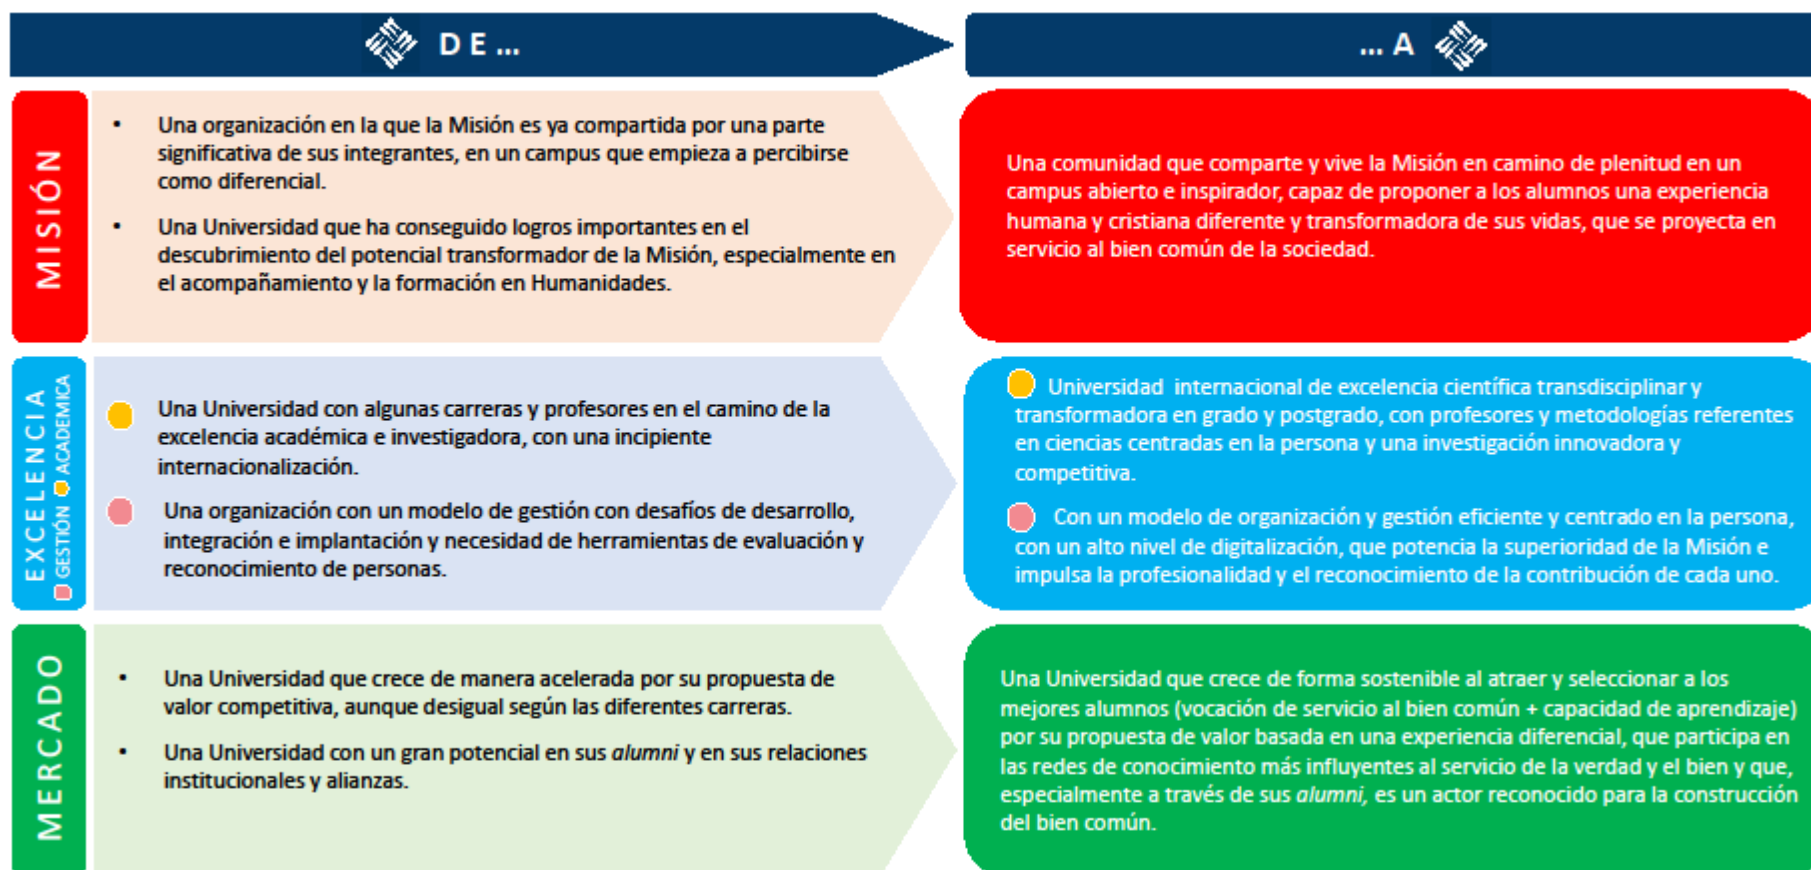 D E ...
... A
MISIÓN
• Una organización en la que la Misión es ya compartida por una parte
significativa de sus integrantes, en un campus que empieza a percibirse
como diferencial.
• Una Universidad que ha conseguido logros importantes en el
descubrimiento del potencial transformador de la Misión, especialmente en
el acompañamiento y la formación en Humanidades.
Una comunidad que comparte y vive la Misión en camino de plenitud en un
campus abierto e inspirador, capaz de proponer a los alumnos una experiencia
humana y cristiana diferente y transformadora de sus vidas, que se proyecta en
servicio al bien común de la sociedad.
EXCELENCIA
GESTIÓN ACADEMICA
Una Universidad con algunas carreras y profesores en el camino de la
excelencia académica e investigadora, con una incipiente
internacionalización.
Una organización con un modelo de gestión con desafíos de desarrollo,
integración e implantación y necesidad de herramientas de evaluación y
reconocimiento de personas.
Universidad internacional de excelencia científica transdisciplinar y
transformadora en grado y postgrado, con profesores y metodologías referentes
en ciencias centradas en la persona y una investigación innovadora y
competitiva.
Con un modelo de organización y gestión eficiente y centrado en la persona,
con un alto nivel de digitalización, que potencia la superioridad de la Misión e
impulsa la profesionalidad y el reconocimiento de la contribución de cada uno.
MERCADO
• Una Universidad que crece de manera acelerada por su propuesta de
valor competitiva, aunque desigual según las diferentes carreras.
• Una Universidad con un gran potencial en sus alumni y en sus relaciones
institucionales y alianzas.
Una Universidad que crece de forma sostenible al atraer y seleccionar a los
mejores alumnos (vocación de servicio al bien común + capacidad de aprendizaje)
por su propuesta de valor basada en una experiencia diferencial, que participa en
las redes de conocimiento más influyentes al servicio de la verdad y el bien y que,
especialmente a través de sus alumni, es un actor reconocido para la construcción
del bien común.